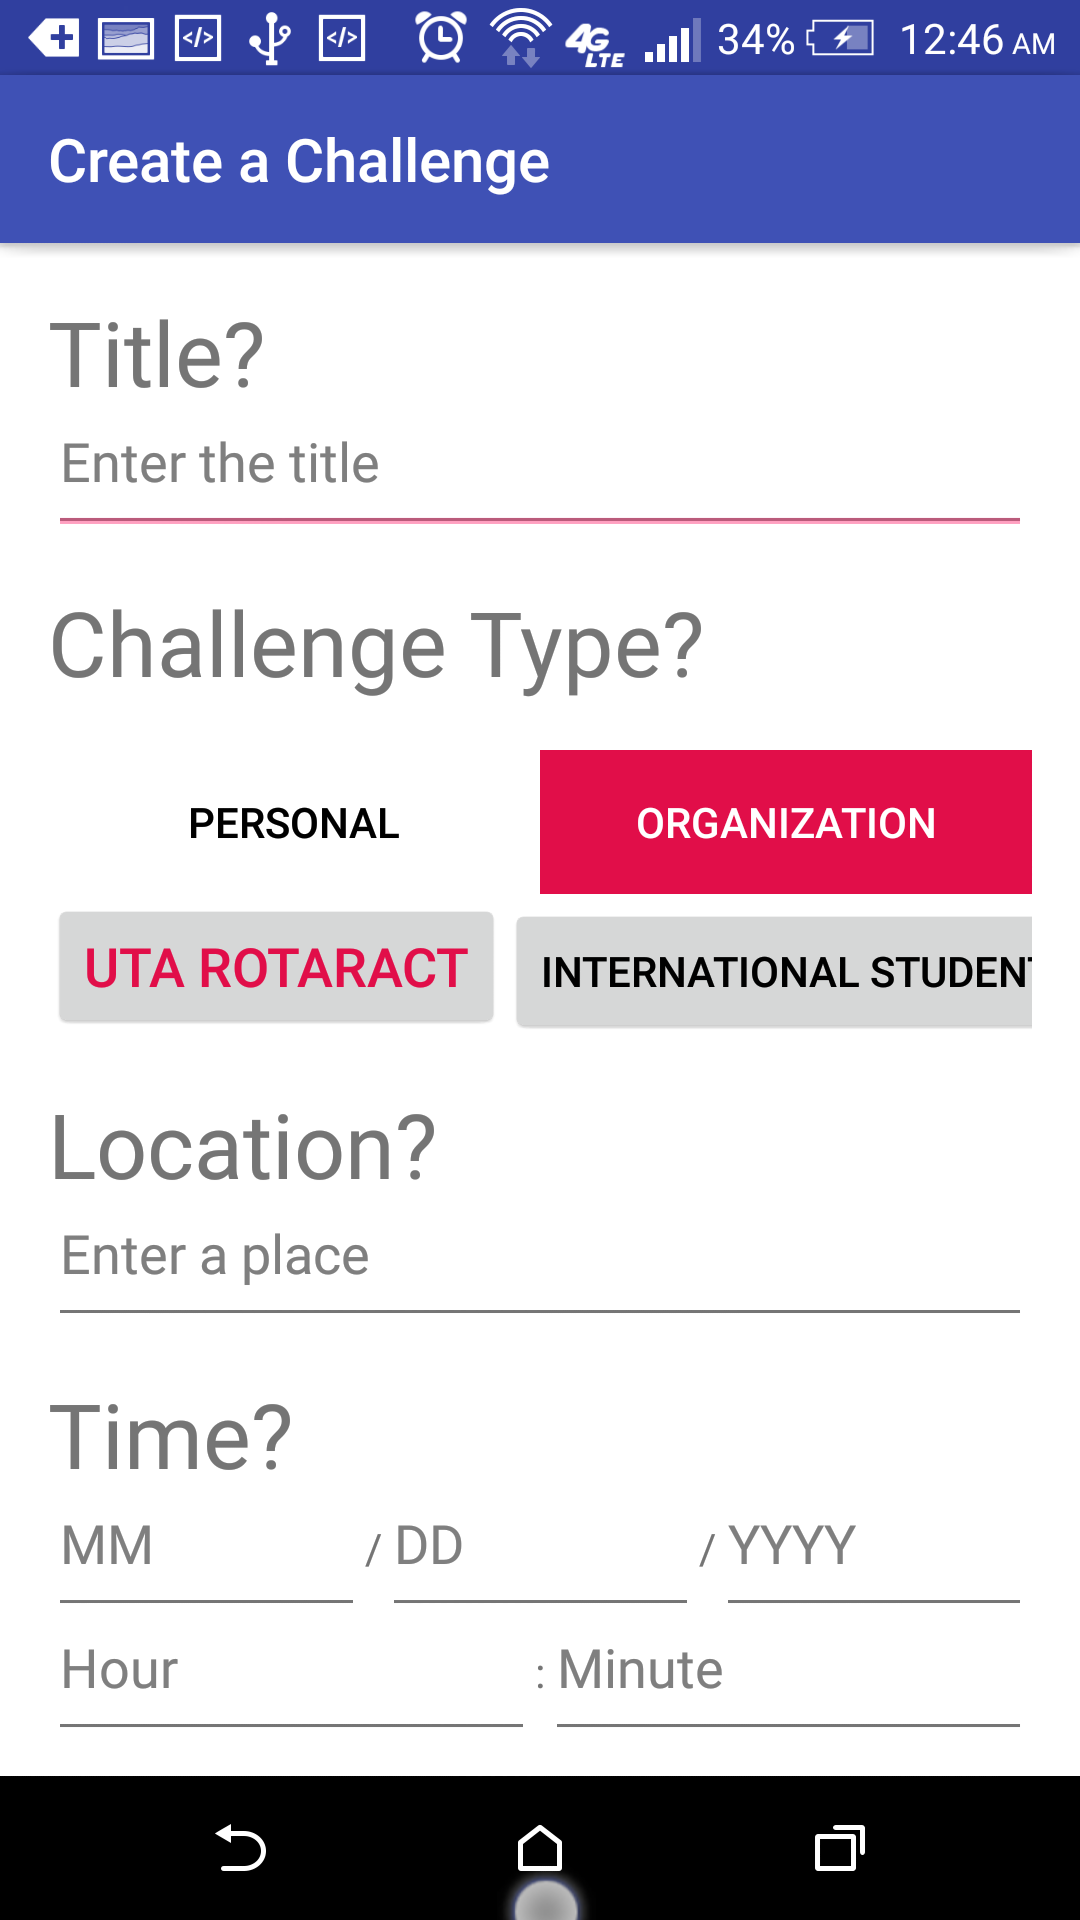 </> </> 4G LTE 34% 12:46 AM
Create a Challenge
Title?
Enter the title
Challenge Type?
PERSONAL ORGANIZATION
UTA ROTARACT INTERNATIONAL STUDENT
Location?
Enter a place
Time?
MM / DD / YYYY
Hour : Minute